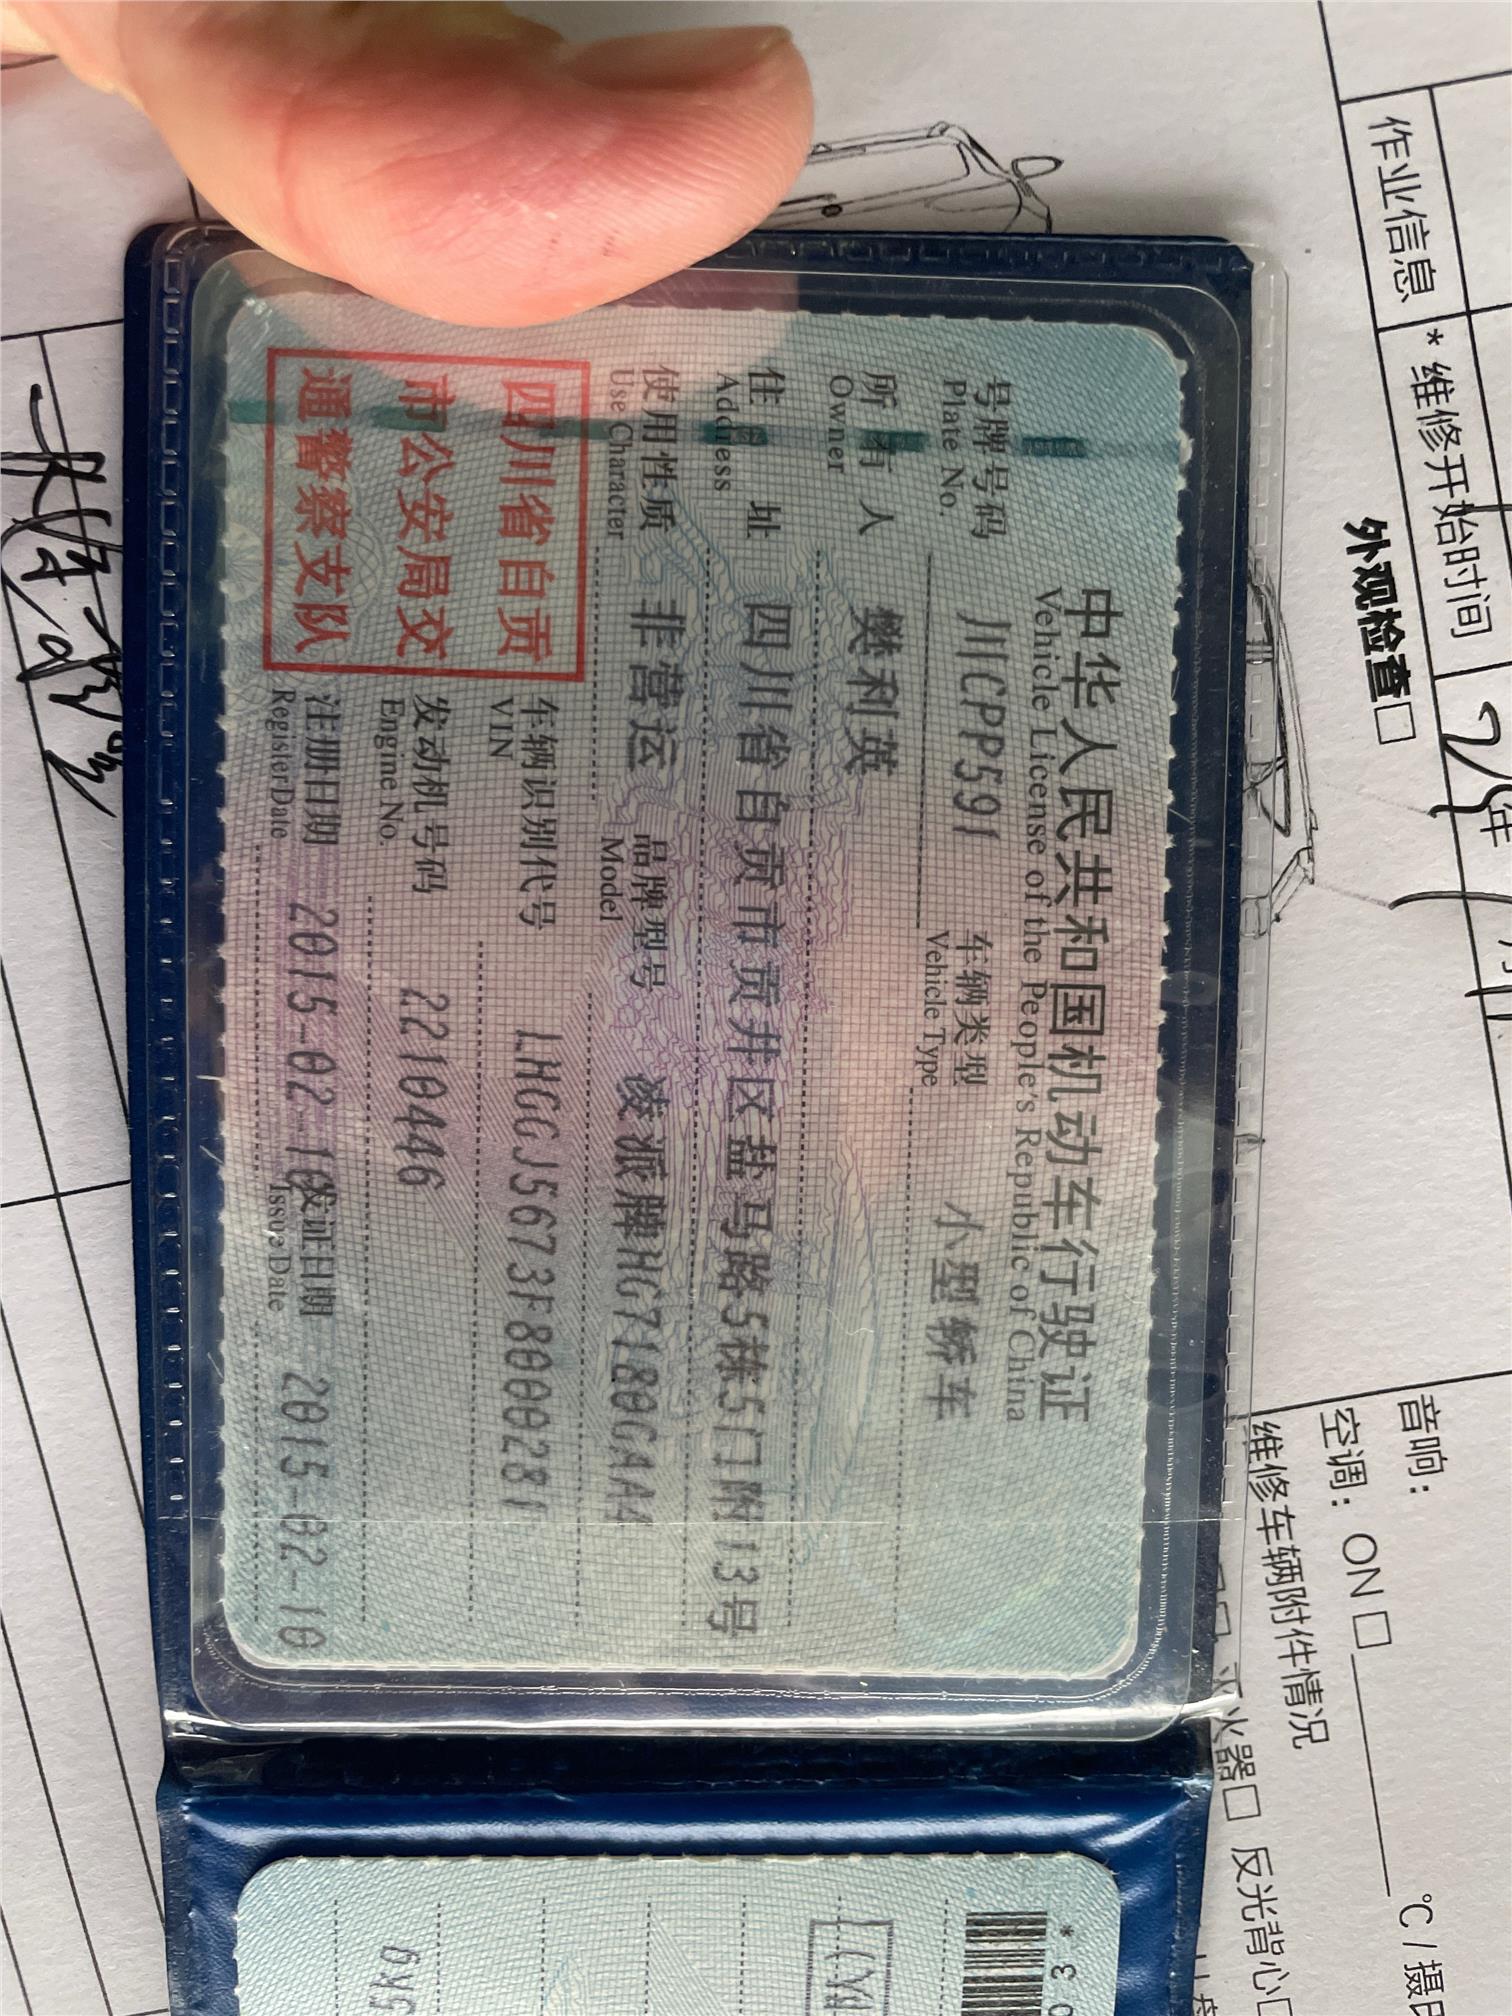 中华人民共和国机动车行驶证
Vehicle License of the People's Republic of China
号牌号码 川CPP591 车辆类型 小型轿车
Plate No. Vehicle Type
所有人 樊利英
Owner
住址 四川省自贡市贡井区盐马路5栋5门附13号
Address
使用性质 非营运 品牌型号 凌派牌HG7180GAA4
Use Character Model
四川省自贡
市公安局交
通警察支队
车辆识别代号 LHGGJ5673F8000281
VIN
发动机号码 2210446
Engine No.
注册日期 2015-02-10 发证日期 2015-02-10
Register Date Issue Date
作业信息
* 维修开始时间
年
外观检查□
音响：
空调： ON □ ℃ / 摄
维修车辆附件情况
灭火器□ 反光背心□
03*
5kg